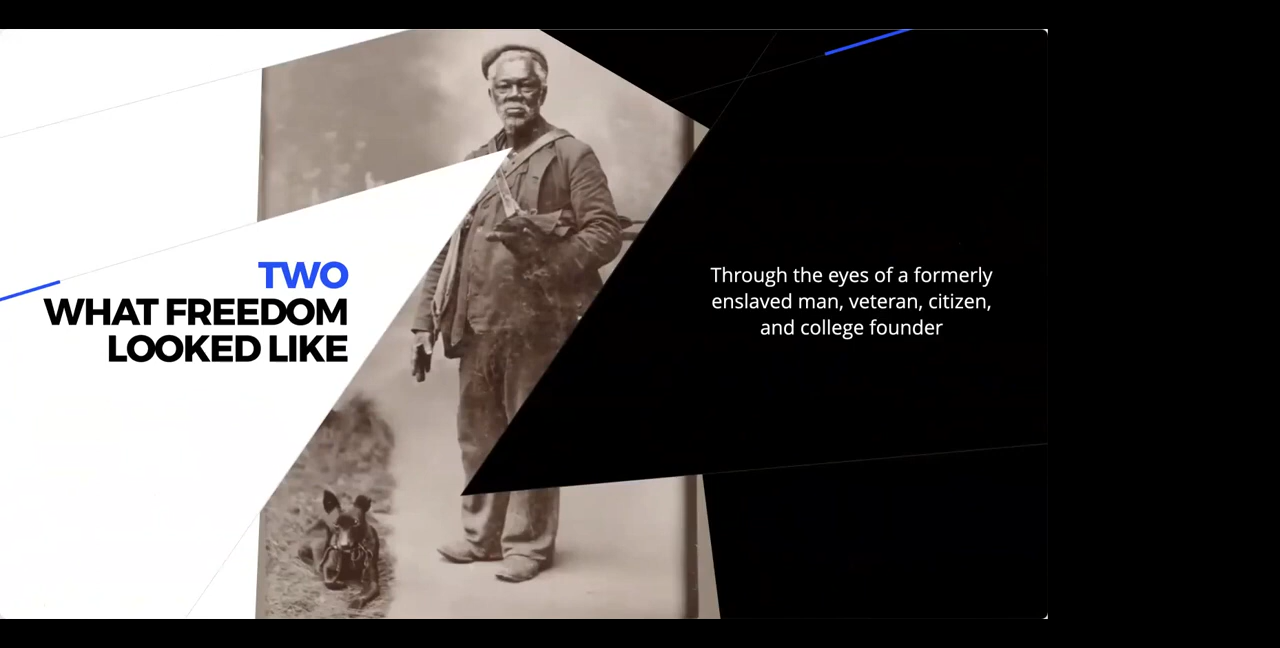 TWO
WHAT FREEDOM
LOOKED LIKE
Through the eyes of a formerly
enslaved man, veteran, citizen,
and college founder